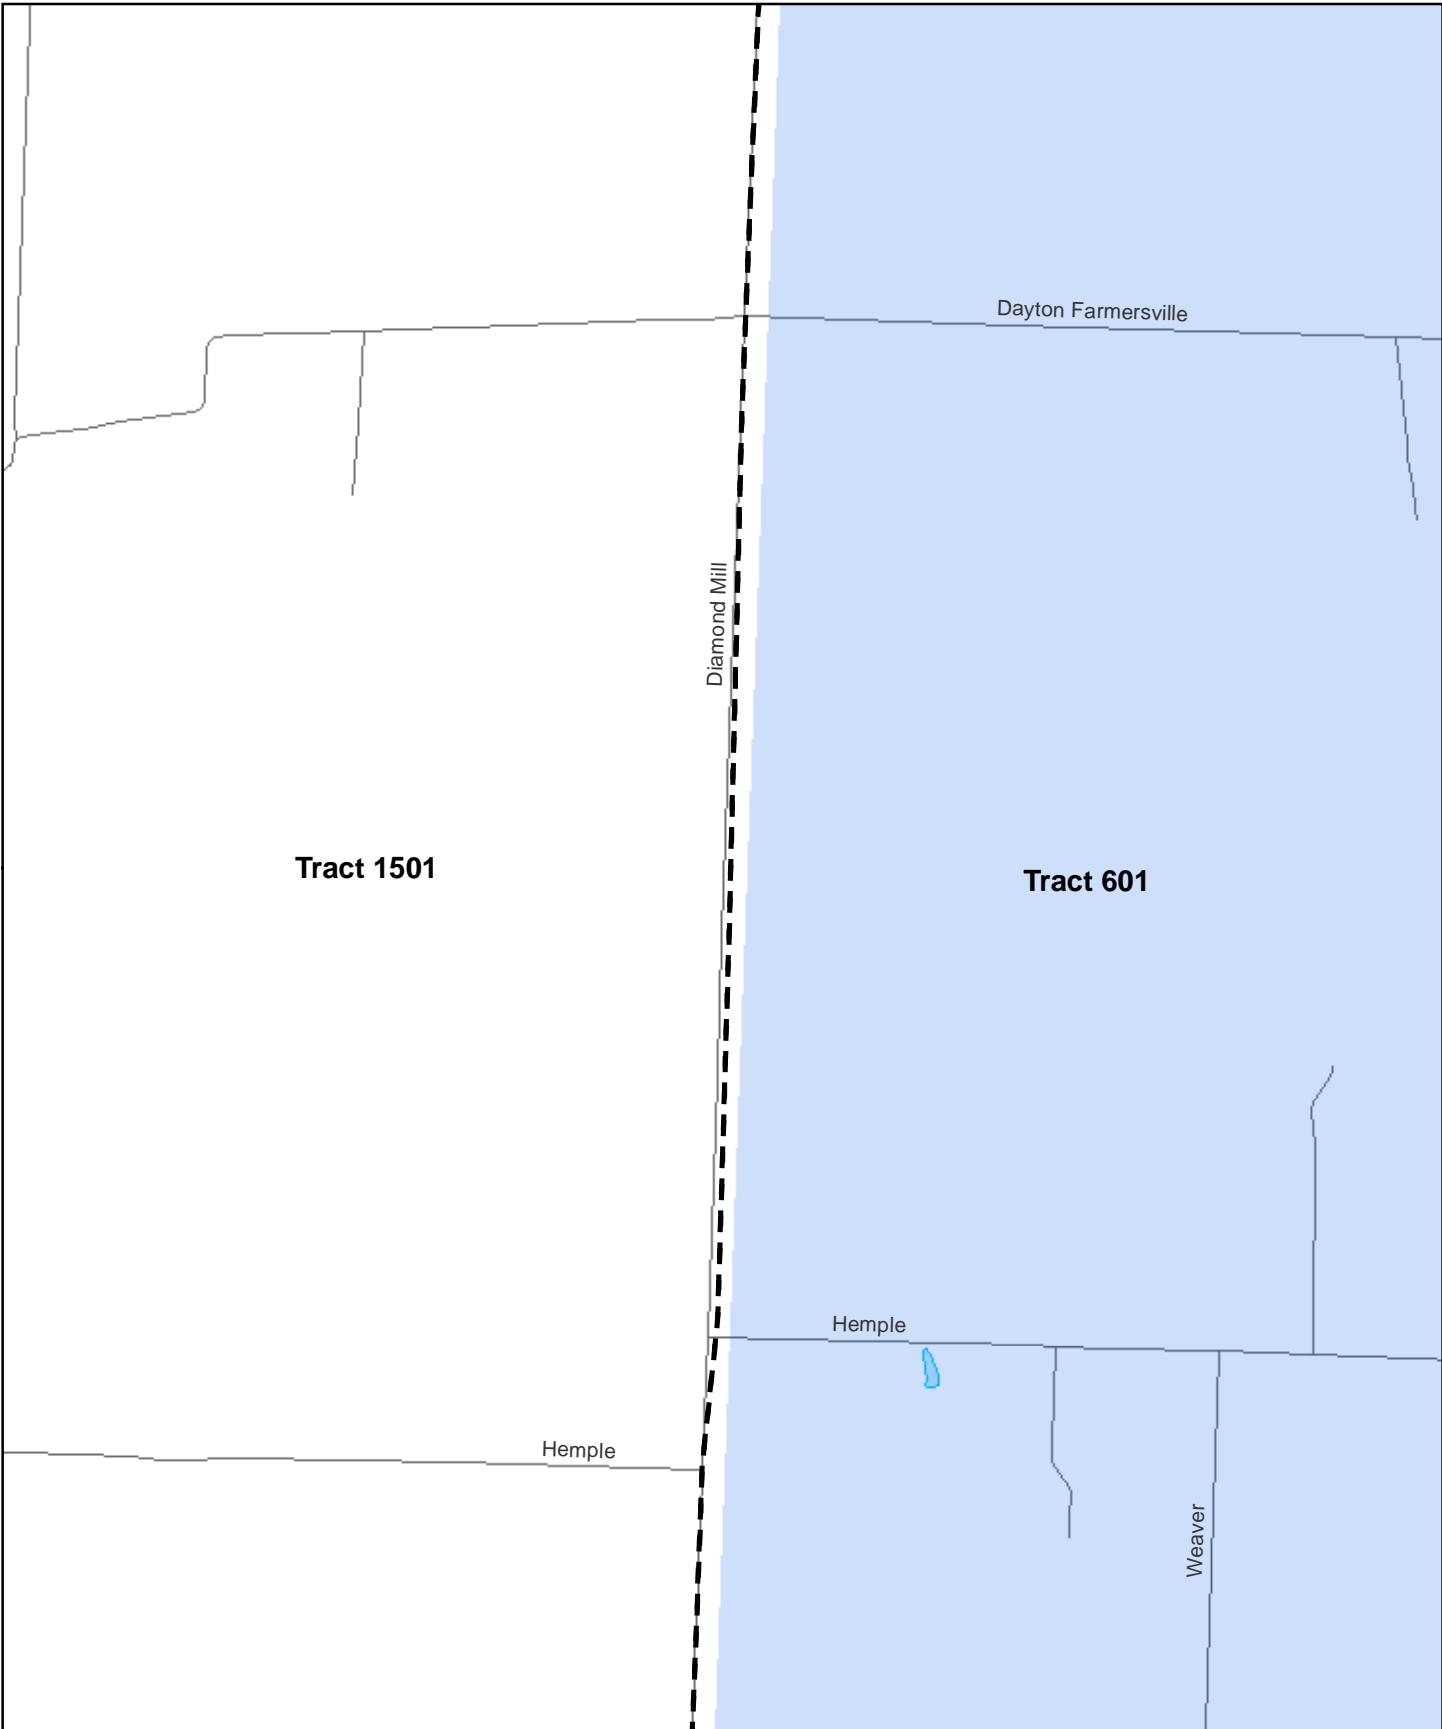 Dayton Farmersville
Diamond Mill
Tract 1501
Tract 601
Hemple
Hemple
Weaver